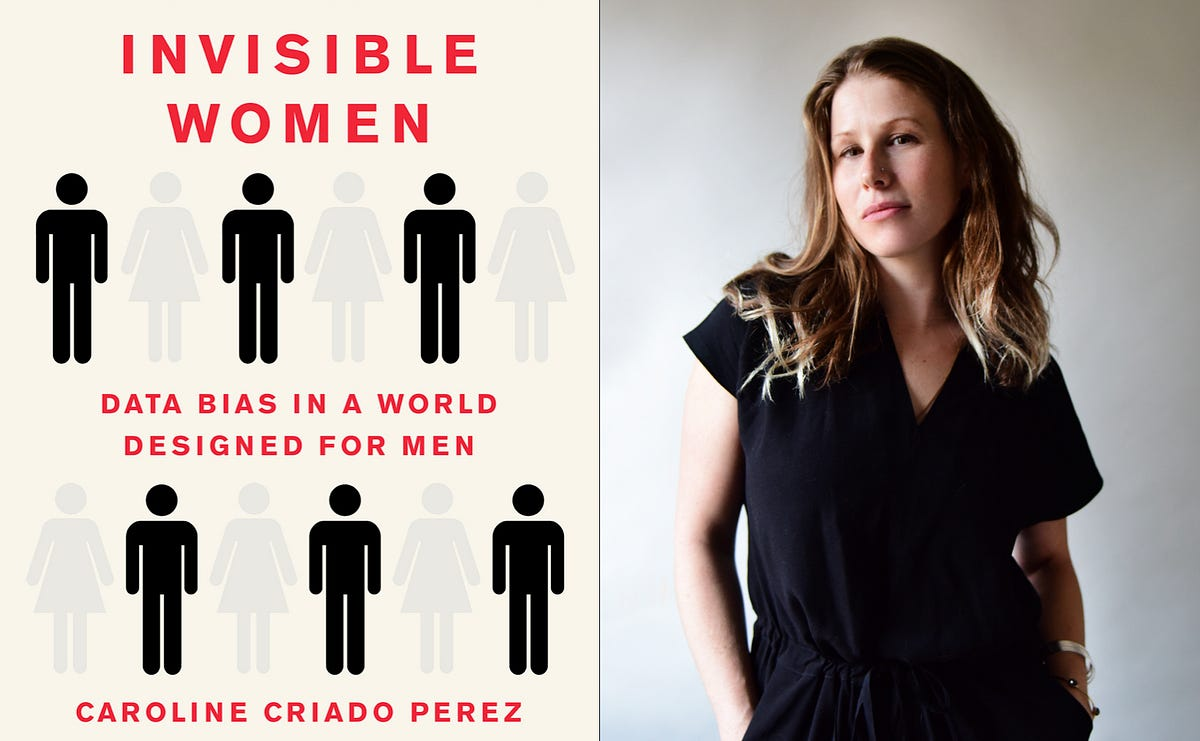 INVISIBLE
WOMEN
DATA BIAS IN A WORLD
DESIGNED FOR MEN
CAROLINE CRIADO PEREZ